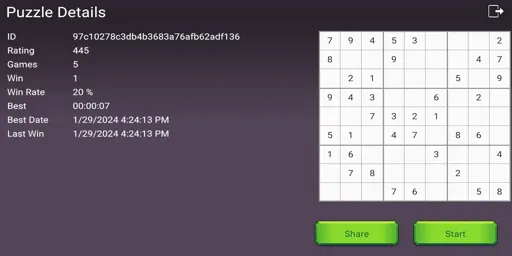 Puzzle Details
ID 97c10278c3db4b3683a76afb62adf136
Rating 445
Games 5
Win 1
Win Rate 20 %
Best 00:00:07
Best Date 1/29/2024 4:24:13 PM
Last Win 1/29/2024 4:24:13 PM
7 9 4 5 3 2
8 9 4 7
2 1 5 9
9 4 3 6 2
7 3 2 1
5 1 4 7 8 6
1 6 3 4
7 8 2
7 6 5 8
Share Start